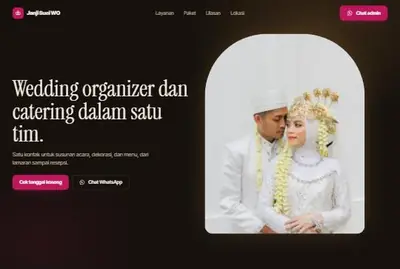 Janji Suci WO
Layanan
Paket
Ulasan
Lokasi
Chat admin
Wedding organizer dan
catering dalam satu
tim.
Satu kontak untuk susunan acara, dekorasi, dan menu, dari
lamaran sampai resepsi.
Cek tanggal kosong
Chat WhatsApp